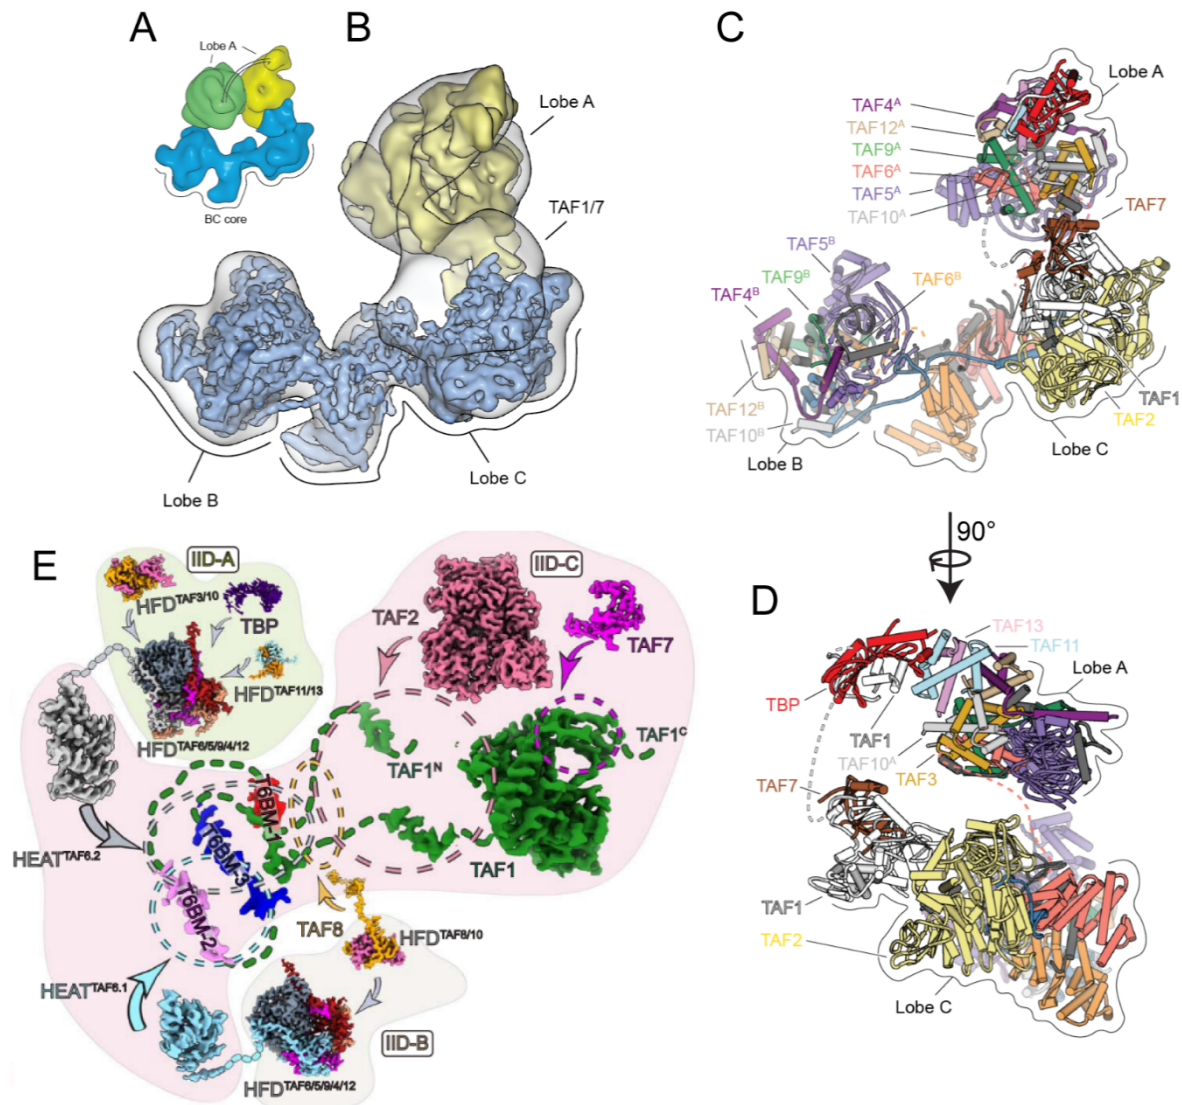 A
Lobe A
BC core
B
Lobe A
TAF1/7
Lobe B
Lobe C
C
Lobe A
TAF4ᴬ
TAF12ᴬ
TAF9ᴬ
TAF6ᴬ
TAF5ᴬ
TAF10ᴬ
TAF7
TAF5ᴮ
TAF9ᴮ
TAF6ᴮ
TAF4ᴮ
TAF12ᴮ
TAF10ᴮ
TAF1
TAF2
Lobe B
Lobe C
90°
D
TAF13
TAF11
Lobe A
TBP
TAF1
TAF10ᴬ
TAF3
TAF7
TAF1
TAF2
Lobe C
E
IID-A
HFDTAF3/10
TBP
HFDTAF11/13
HFDTAF6/5/9/4/12
IID-C
TAF2
TAF7
TAF1ᶜ
TAF1ᴺ
TAF1
T6BM-1
T6BM-3
T6BM-2
HEATTAF6.2
TAF8
HFDTAF8/10
HEATTAF6.1
IID-B
HFDTAF6/5/9/4/12